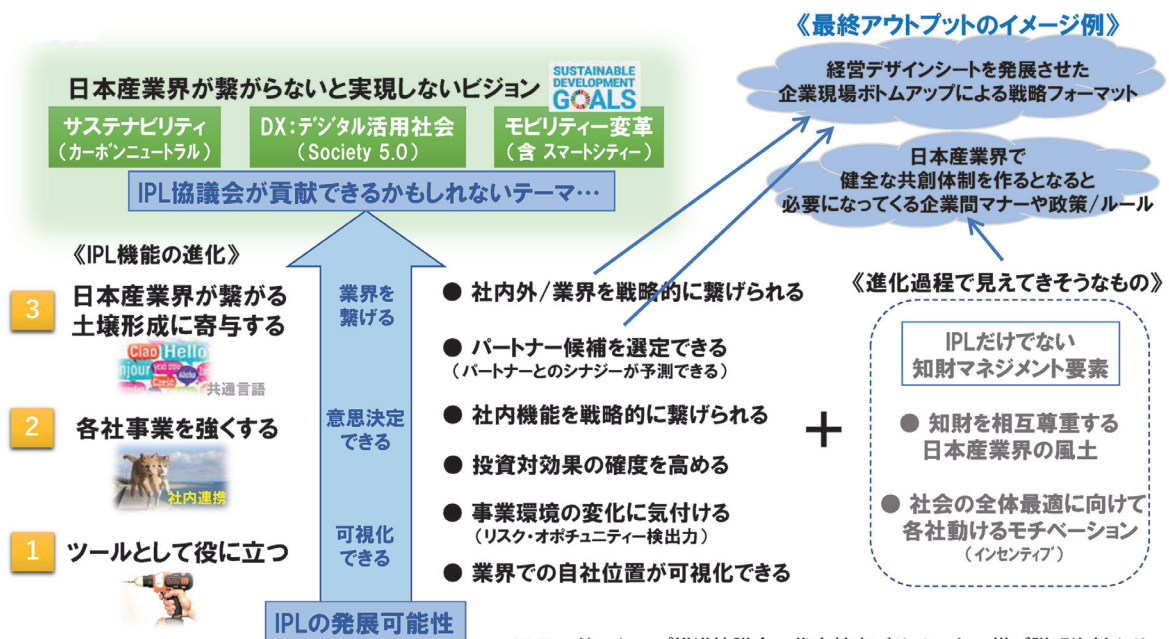 《最終アウトプットのイメージ例》
経営デザインシートを発展させた
企業現場ボトムアップによる戦略フォーマット
日本産業界で
健全な共創体制を作るとなると
必要になってくる企業間マナーや政策/ルール
日本産業界が繋がらないと実現しないビジョン
SUSTAINABLE
DEVELOPMENT
GOALS
サステナビリティ
(カーボンニュートラル)
DX:デジタル活用社会
(Society 5.0)
モビリティー変革
(含 スマートシティー)
IPL協議会が貢献できるかもしれないテーマ…
《IPL機能の進化》
3
日本産業界が繋がる
土壌形成に寄与する
Ciao Hello
共通言語
業界を
繋げる
● 社内外/業界を戦略的に繋げられる
● パートナー候補を選定できる
(パートナーとのシナジーが予測できる)
2
各社事業を強くする
社内連携
意思決定
できる
● 社内機能を戦略的に繋げられる
● 投資対効果の確度を高める
1
ツールとして役に立つ
可視化
できる
● 事業環境の変化に気付ける
(リスク・オポチュニティー検出力)
● 業界での自社位置が可視化できる
IPLの発展可能性
+
《進化過程で見えてきそうなもの》
IPLだけでない
知財マネジメント要素
● 知財を相互尊重する
日本産業界の風土
● 社会の全体最適に向けて
各社動けるモチベーション
(インセンティブ)